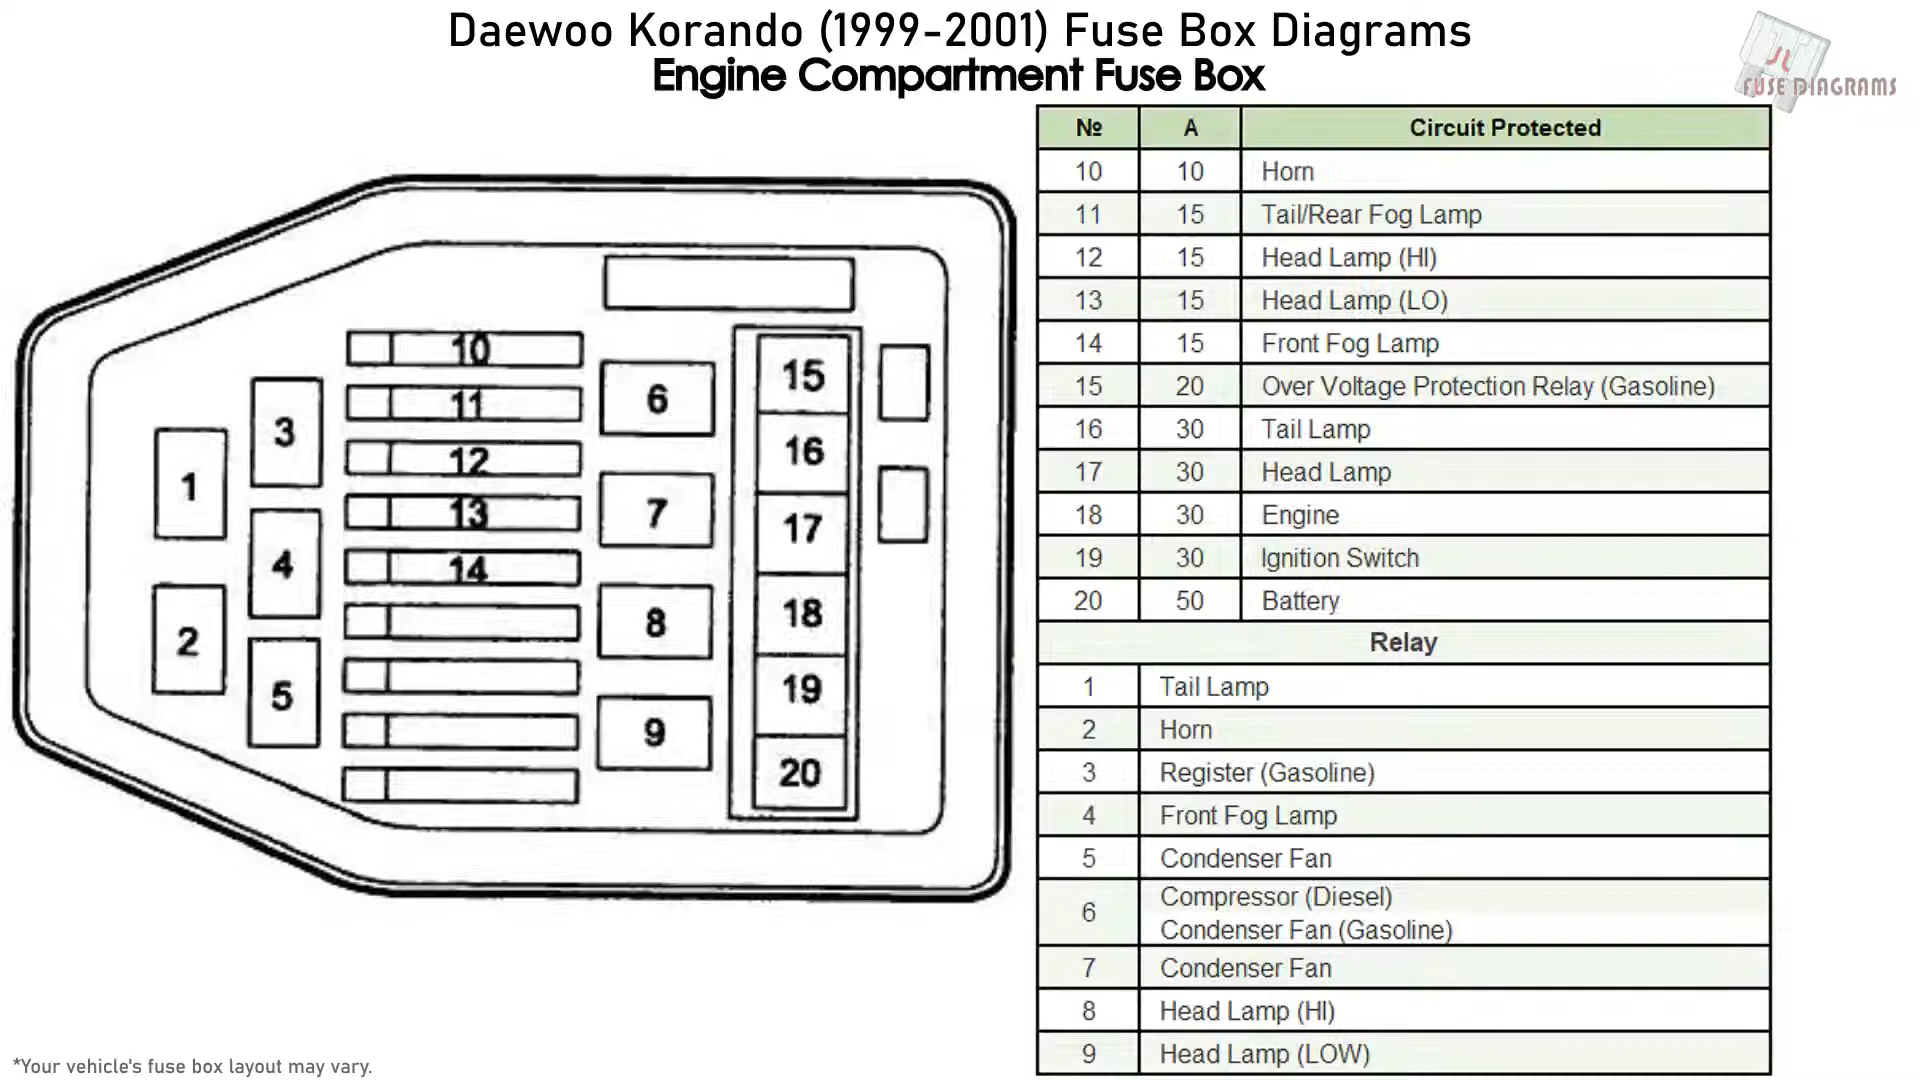 Daewoo Korando (1999-2001) Fuse Box Diagrams
Engine Compartment Fuse Box
JL
FUSE DIAGRAMS
1
2
3
4
5
10
11
12
13
14
6
7
8
9
15
16
17
18
19
20
№ A Circuit Protected
10 10 Horn
11 15 Tail/Rear Fog Lamp
12 15 Head Lamp (HI)
13 15 Head Lamp (LO)
14 15 Front Fog Lamp
15 20 Over Voltage Protection Relay (Gasoline)
16 30 Tail Lamp
17 30 Head Lamp
18 30 Engine
19 30 Ignition Switch
20 50 Battery
Relay
1 Tail Lamp
2 Horn
3 Register (Gasoline)
4 Front Fog Lamp
5 Condenser Fan
6 Compressor (Diesel)
Condenser Fan (Gasoline)
7 Condenser Fan
8 Head Lamp (HI)
9 Head Lamp (LOW)
*Your vehicle's fuse box layout may vary.